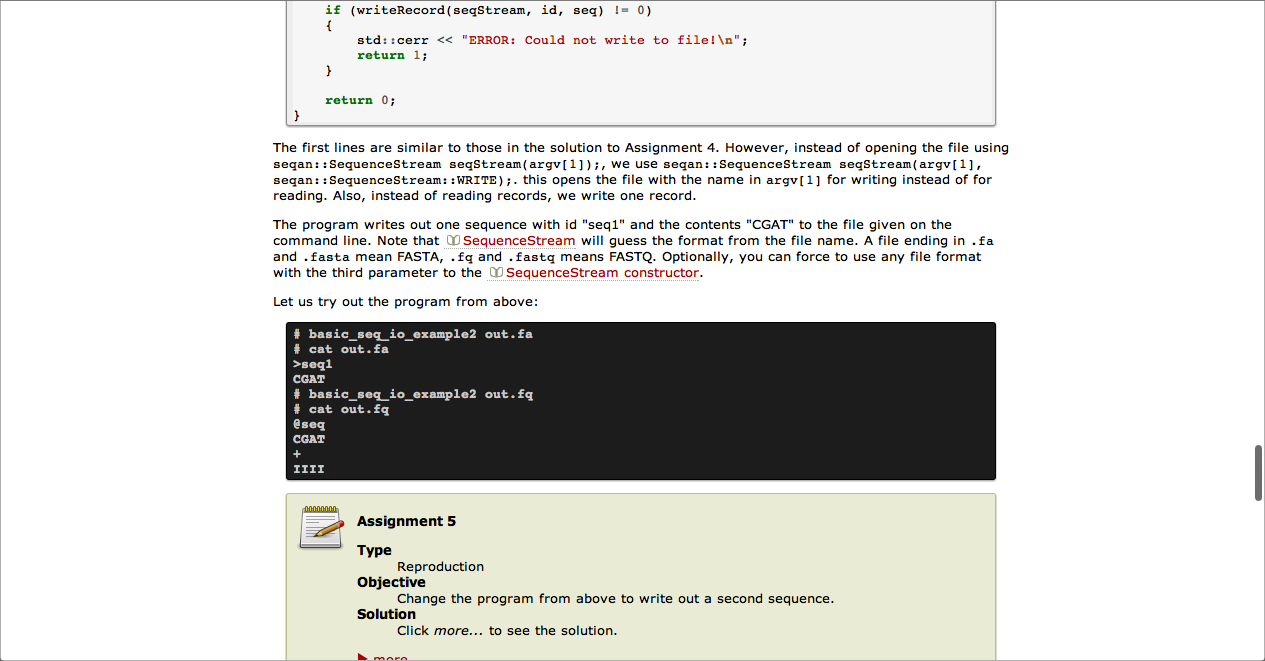 if (writeRecord(seqStream, id, seq) != 0)
{
std::cerr << "ERROR: Could not write to file!\n";
return 1;
}
return 0;
}
The first lines are similar to those in the solution to Assignment 4. However, instead of opening the file using
seqan::SequenceStream seqStream(argv[1]);, we use seqan::SequenceStream seqStream(argv[1],
seqan::SequenceStream::WRITE);. this opens the file with the name in argv[1] for writing instead of for
reading. Also, instead of reading records, we write one record.
The program writes out one sequence with id "seq1" and the contents "CGAT" to the file given on the
command line. Note that SequenceStream will guess the format from the file name. A file ending in .fa
and .fasta mean FASTA, .fq and .fastq means FASTQ. Optionally, you can force to use any file format
with the third parameter to the SequenceStream constructor.
Let us try out the program from above:
# basic_seq_io_example2 out.fa
# cat out.fa
>seq1
CGAT
# basic_seq_io_example2 out.fq
# cat out.fq
@seq
CGAT
+
IIII
Assignment 5
Type
Reproduction
Objective
Change the program from above to write out a second sequence.
Solution
Click more... to see the solution.
more